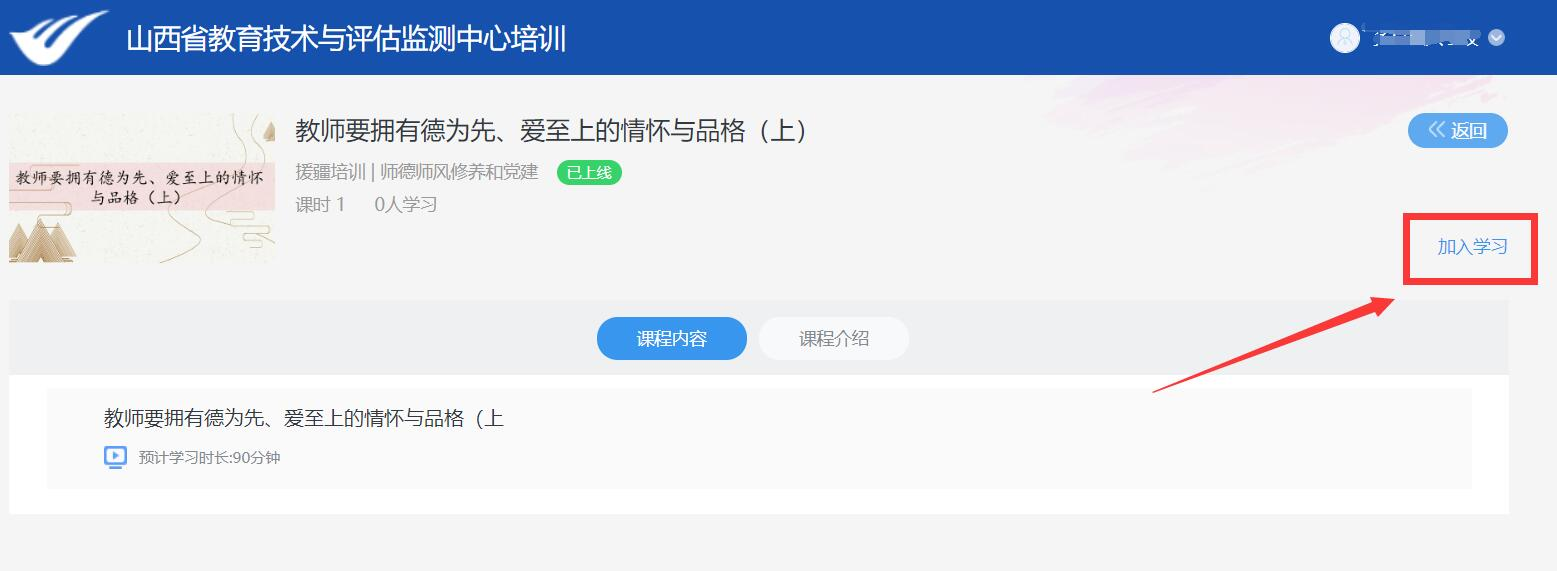 山西省教育技术与评估监测中心培训
教师要拥有德为先、爱至上的情怀
与品格（上）
教师要拥有德为先、爱至上的情怀与品格（上）
援疆培训 | 师德师风修养和党建 已上线
课时 1 0人学习
返回
加入学习
课程内容 课程介绍
教师要拥有德为先、爱至上的情怀与品格（上
预计学习时长:90分钟